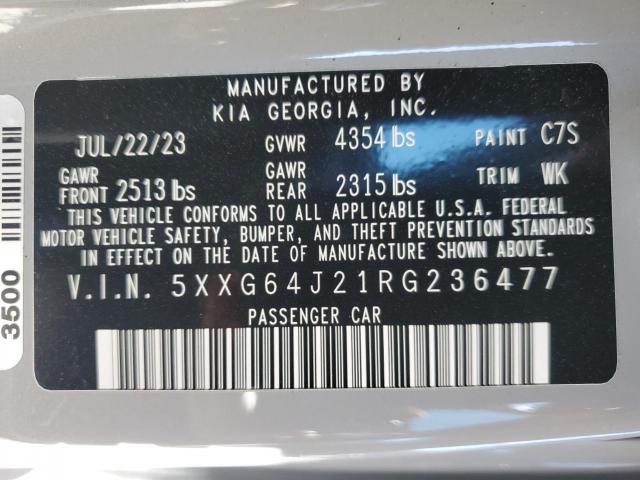 MANUFACTURED BY
KIA GEORGIA, INC.
JUL/22/23 GVWR 4354 lbs PAINT C7S
GAWR FRONT 2513 lbs GAWR REAR 2315 lbs TRIM WK
THIS VEHICLE CONFORMS TO ALL APPLICABLE U.S.A. FEDERAL
MOTOR VEHICLE SAFETY, BUMPER, AND THEFT PREVENTION STANDARDS
IN EFFECT ON THE DATE OF MANUFACTURE SHOWN ABOVE.
V.I.N. 5XXG64J21RG236477
PASSENGER CAR
3500